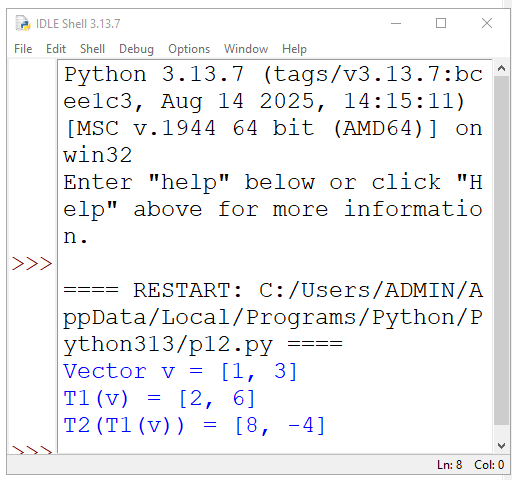 IDLE Shell 3.13.7
File Edit Shell Debug Options Window Help
Python 3.13.7 (tags/v3.13.7:bc
ee1c3, Aug 14 2025, 14:15:11)
[MSC v.1944 64 bit (AMD64)] on
win32
Enter "help" below or click "H
elp" above for more informatio
n.
>>>
==== RESTART: C:/Users/ADMIN/A
ppData/Local/Programs/Python/P
ython313/p12.py ====
Vector v = [1, 3]
T1(v) = [2, 6]
T2(T1(v)) = [8, -4]
>>>
Ln: 8 Col: 0